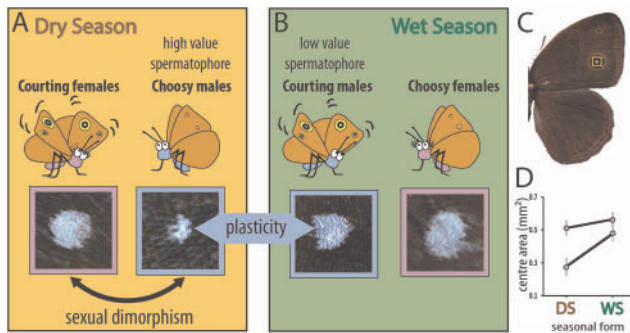 A Dry Season
high value
spermatophore
Courting females
Choosy males
sexual dimorphism
plasticity
B Wet Season
low value
spermatophore
Courting males
Choosy females
C
D
centre area (mm²)
0.7
0.5
0.3
0.1
DS WS
seasonal form